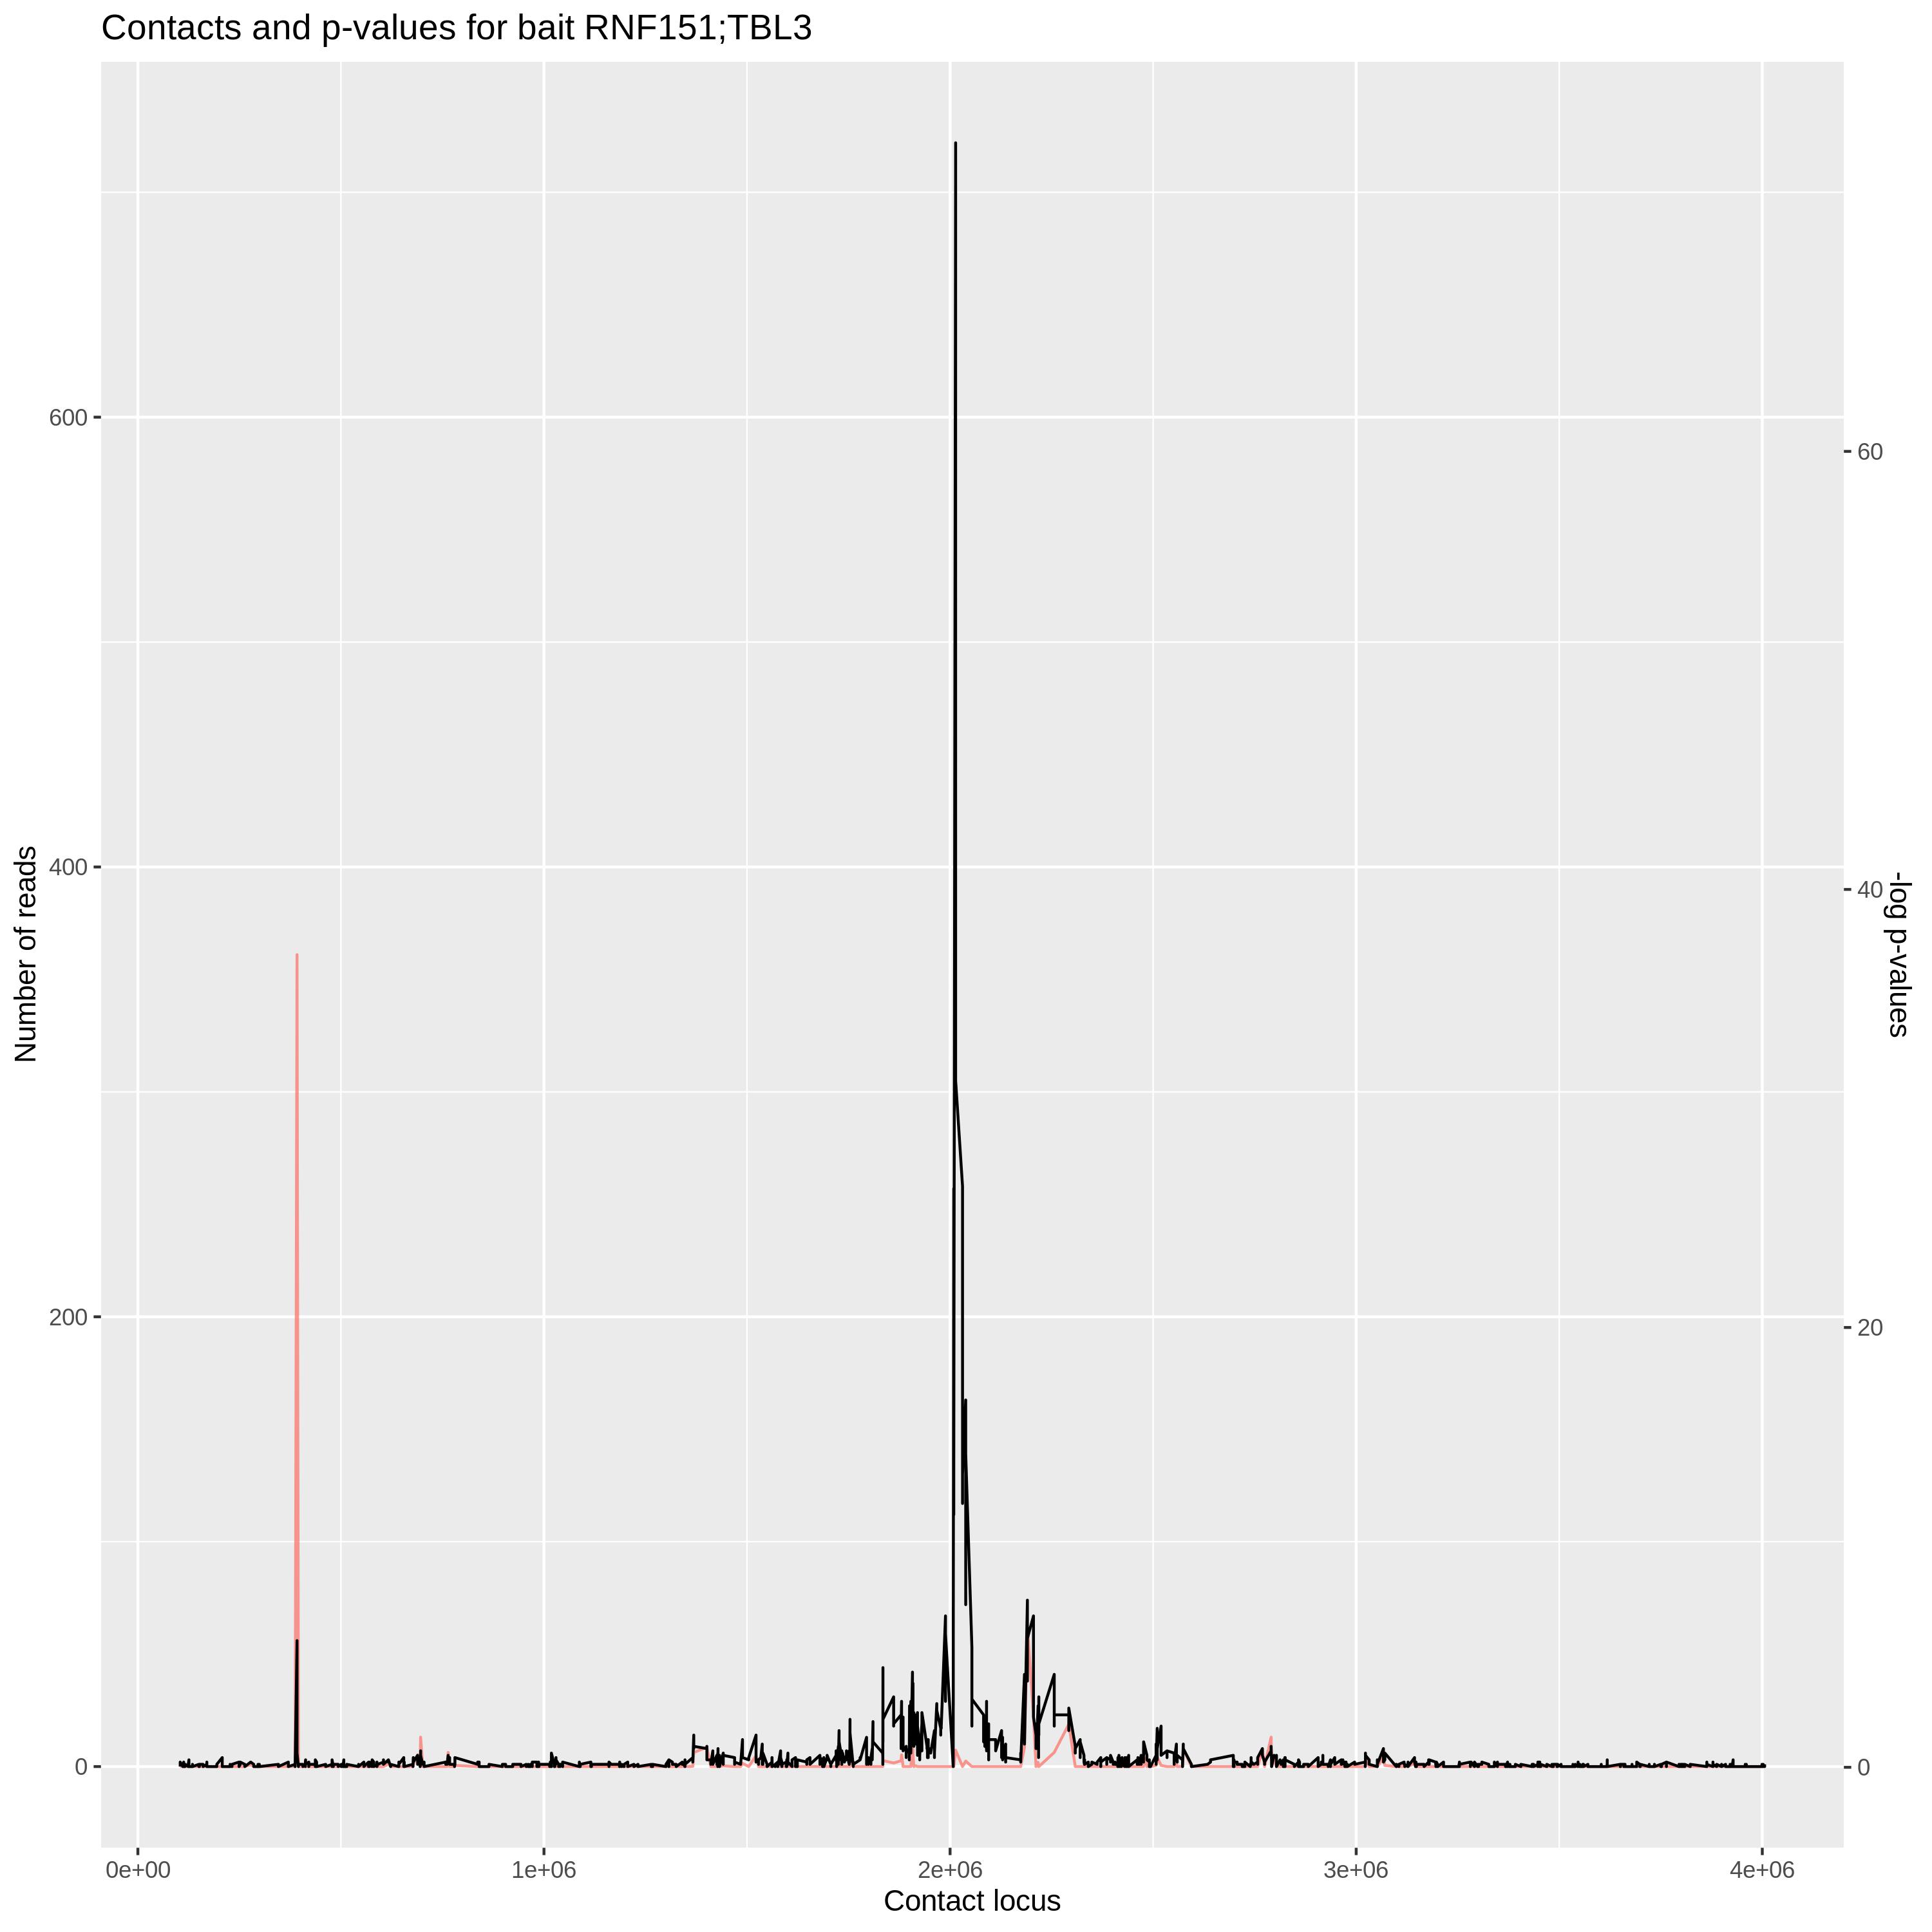 Contacts and p-values for bait RNF151;TBL3
600
400
200
0
Number of reads
60
40
20
0
-log p-values
0e+00
1e+06
2e+06
3e+06
4e+06
Contact locus